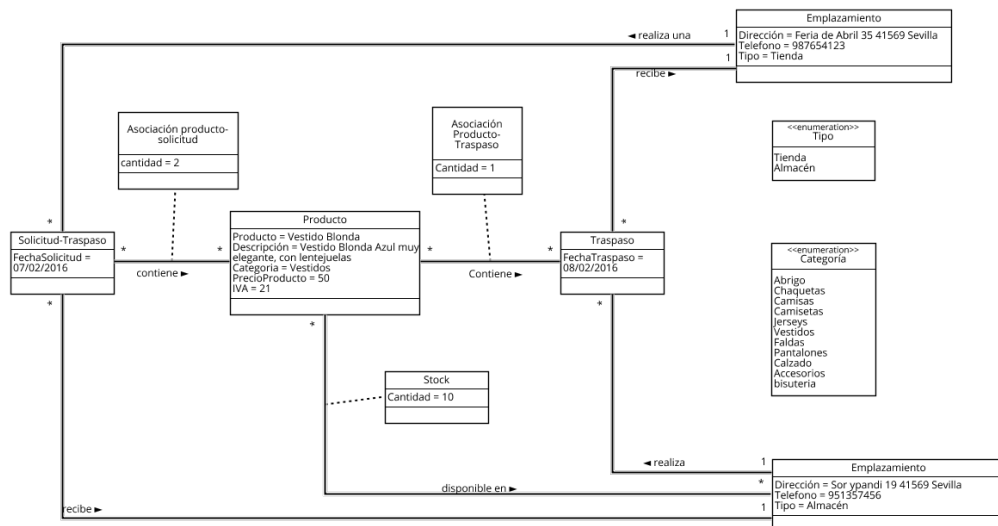 Emplazamiento
Dirección = Feria de Abril 35 41569 Sevilla
Telefono = 987654123
Tipo = Tienda
◄ realiza una
1
1
recibe ►
Asociación producto-
solicitud
cantidad = 2
Asociación
Producto-
Traspaso
Cantidad = 1
<<enumeration>>
Tipo
Tienda
Almacén
*
*
Solicitud-Traspaso
FechaSolicitud =
07/02/2016
*
*
contiene ►
*
Producto
Producto = Vestido Blonda
Descripción = Vestido Blonda Azul muy
elegante, con lentejuelas
Categoria = Vestidos
PrecioProducto = 50
IVA = 21
*
*
*
Contiene ►
Traspaso
FechaTraspaso =
08/02/2016
*
<<enumeration>>
Categoría
Abrigo
Chaquetas
Camisas
Camisetas
Jerseys
Vestidos
Faldas
Pantalones
Calzado
Accesorios
bisuteria
Stock
Cantidad = 10
◄ realiza
1
disponible en ►
*
recibe ►
1
Emplazamiento
Dirección = Sor ypandi 19 41569 Sevilla
Telefono = 951357456
Tipo = Almacén